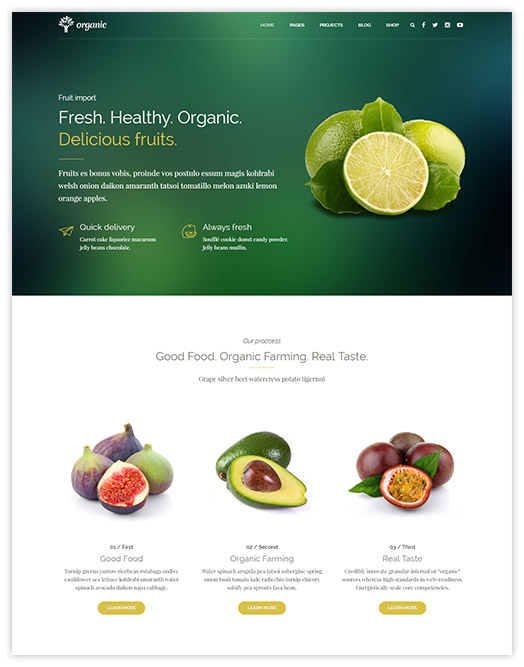 organic
HOME PAGES PROJECTS BLOG SHOP
Fruit import
Fresh. Healthy. Organic.
Delicious fruits.
Fruits es bonus vobis, proinde vos postulo essum magis kohlrabi
welsh onion daikon amaranth tatsoi tomatillo melon azuki lemon
orange apples.
Quick delivery
Carrot cake liquorice macaroon
jelly beans chocolate.
Always fresh
Soufflé cookie donut candy powder.
Jelly beans muffin.
Our proccess
Good Food. Organic Farming. Real Taste.
Grape silver beet watercress potato tigernut
01 / First
Good Food
Turnip greens yarrow ricebean rutabaga endive
cauliflower sea lettuce kohlrabi amaranth water
spinach avocado daikon napa cabbage.
LEARN MORE
02 / Second
Organic Farming
Water spinach arugula pea tatsoi aubergine spring
onion bush tomato kale radicchio turnip chicory
salsify pea sprouts fava bean.
LEARN MORE
03 / Third
Real Taste
Credibly innovate granular internal or "organic"
sources whereas high standards in web-readiness.
Energistically scale core competencies.
LEARN MORE